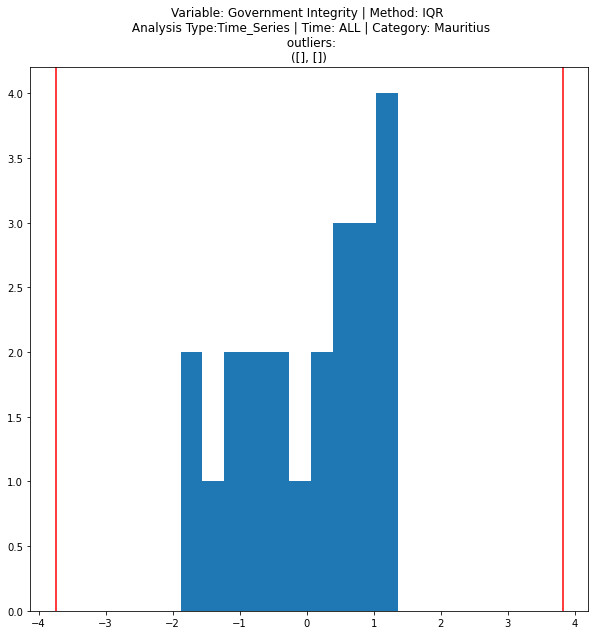 Variable: Government Integrity | Method: IQR
Analysis Type:Time_Series | Time: ALL | Category: Mauritius
outliers:
([], [])
4.0
3.5
3.0
2.5
2.0
1.5
1.0
0.5
0.0
−4 −3 −2 −1 0 1 2 3 4